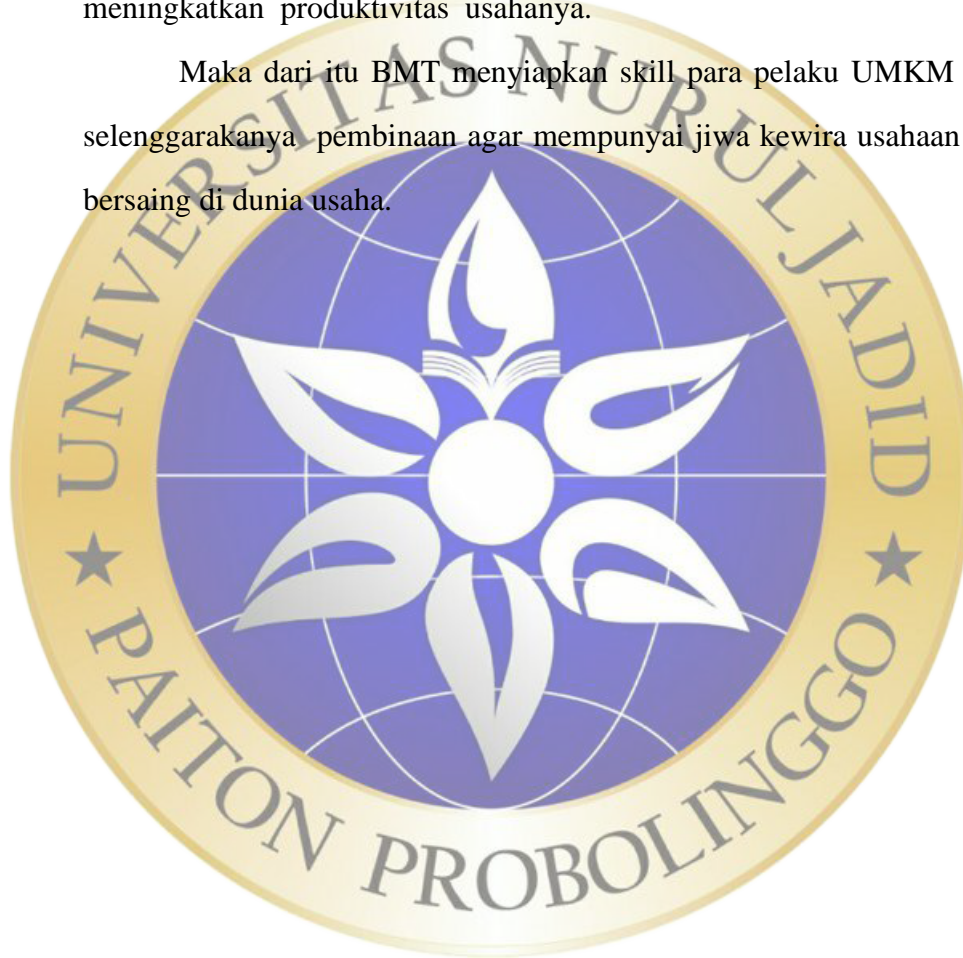 meningkatkan produktivitas usahanya.
Maka dari itu BMT menyiapkan skill para pelaku UMKM
selenggarakanya pembinaan agar mempunyai jiwa kewira usahaan
bersaing di dunia usaha.
UNIVERSITAS NURUL JADID
★ PAITON PROBOLINGGO ★